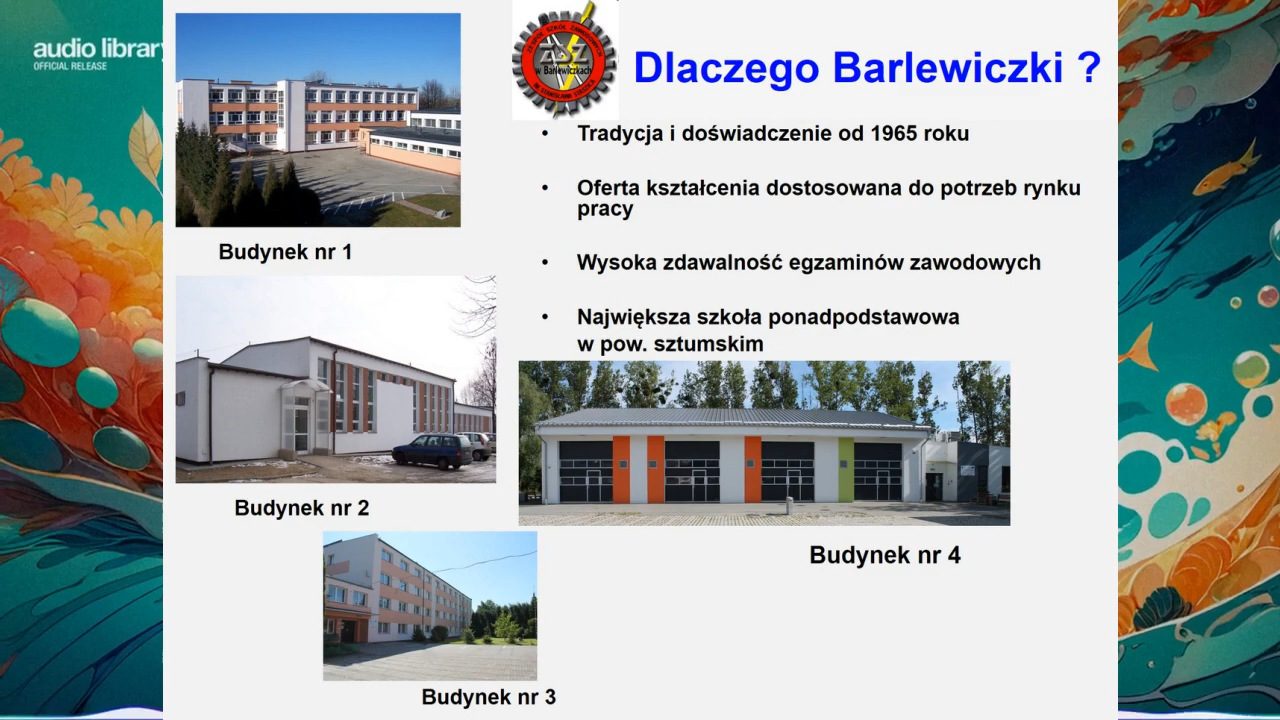 audio library
OFFICIAL RELEASE
ZSZ
w Barlewiczkach
Dlaczego Barlewiczki ?
• Tradycja i doświadczenie od 1965 roku
• Oferta kształcenia dostosowana do potrzeb rynku
pracy
• Wysoka zdawalność egzaminów zawodowych
• Największa szkoła ponadpodstawowa
w pow. sztumskim
Budynek nr 1
Budynek nr 2
Budynek nr 4
Budynek nr 3